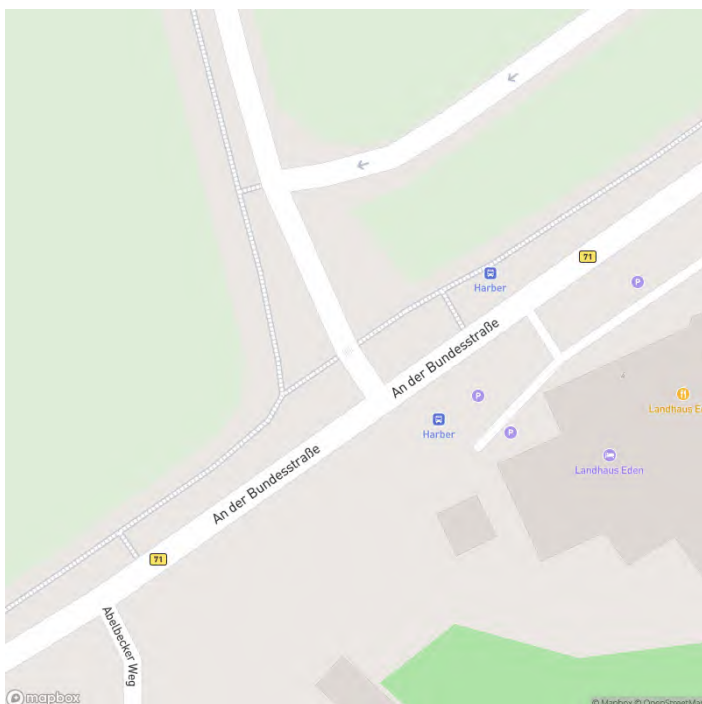 71
Harber
P
An der Bundesstraße
P
Landhaus E
Harber
P
An der Bundesstraße
Landhaus Eden
71
Abelbecker Weg
mapbox
© Mapbox © OpenStreetMap